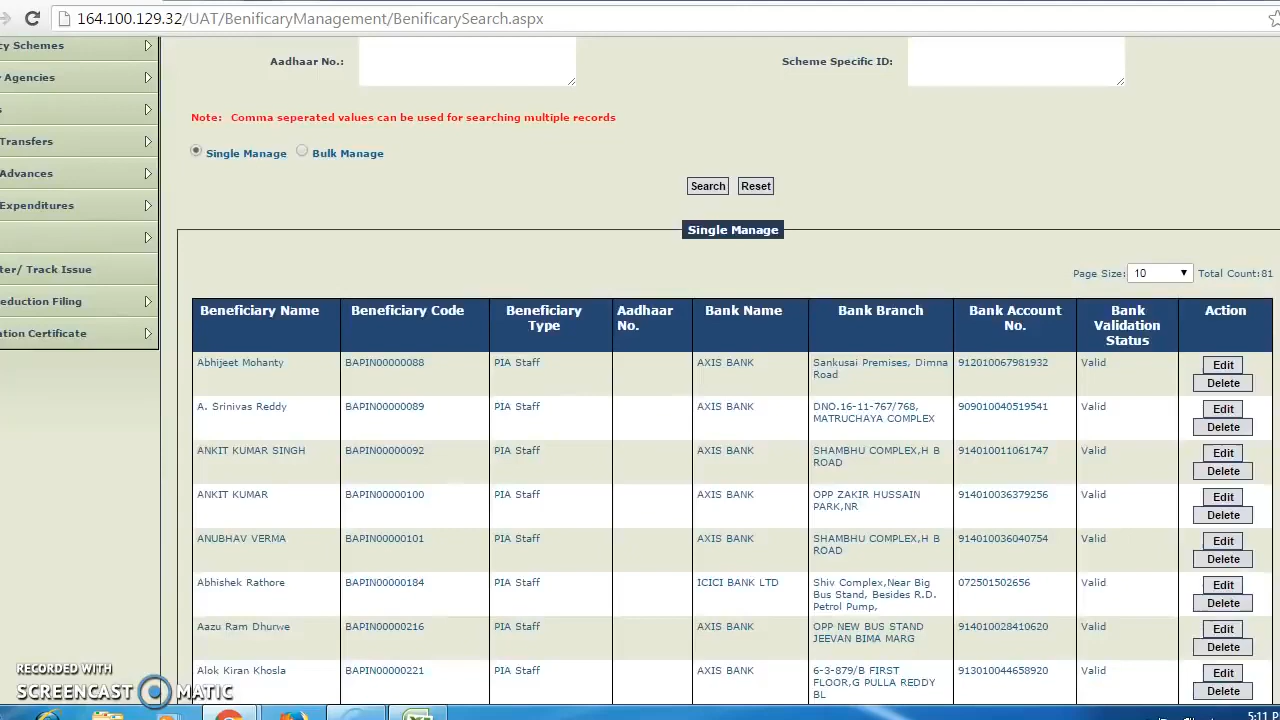 164.100.129.32/UAT/BenificaryManagement/BenificarySearch.aspx
cy Schemes
Agencies
s
Transfers
Advances
Expenditures
ter/ Track Issue
eduction Filing
tion Certificate
Aadhaar No.:
Scheme Specific ID:
Note: Comma seperated values can be used for searching multiple records
Single Manage Bulk Manage
Search Reset
Single Manage
Page Size: 10 Total Count:81
Beneficiary Name Beneficiary Code Beneficiary Type Aadhaar No. Bank Name Bank Branch Bank Account No. Bank Validation Status Action
Abhijeet Mohanty BAPIN00000088 PIA Staff AXIS BANK Sankusai Premises, Dimna Road 912010067981932 Valid Edit Delete
A. Srinivas Reddy BAPIN00000089 PIA Staff AXIS BANK DNO.16-11-767/768, MATRUCHAYA COMPLEX 909010040519541 Valid Edit Delete
ANKIT KUMAR SINGH BAPIN00000092 PIA Staff AXIS BANK SHAMBHU COMPLEX,H B ROAD 914010011061747 Valid Edit Delete
ANKIT KUMAR BAPIN00000100 PIA Staff AXIS BANK OPP ZAKIR HUSSAIN PARK,NR 914010036379256 Valid Edit Delete
ANUBHAV VERMA BAPIN00000101 PIA Staff AXIS BANK SHAMBHU COMPLEX,H B ROAD 914010036040754 Valid Edit Delete
Abhishek Rathore BAPIN00000184 PIA Staff ICICI BANK LTD Shiv Complex,Near Big Bus Stand, Besides R.D. Petrol Pump, 072501502656 Valid Edit Delete
Aazu Ram Dhurwe BAPIN00000216 PIA Staff AXIS BANK OPP NEW BUS STAND JEEVAN BIMA MARG 914010028410620 Valid Edit Delete
Alok Kiran Khosla BAPIN00000221 PIA Staff AXIS BANK 6-3-879/B FIRST FLOOR,G PULLA REDDY BL 913010044658920 Valid Edit Delete
RECORDED WITH
SCREENCAST MATIC
5:11 P